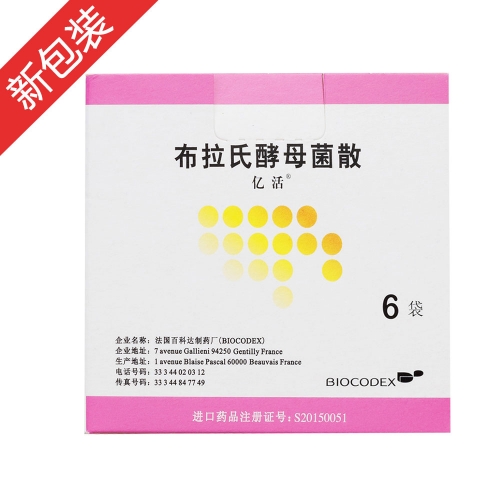 新包装
布拉氏酵母菌散
亿活®
6袋
企业名称：法国百科达制药厂(BIOCODEX)
企业地址：7 avenue Gallieni 94250 Gentilly France
生产地址：1 avenue Blaise Pascal 60000 Beauvais France
电话号码：33 3 44 02 03 12
传真号码：33 3 44 84 77 49
BIOCODEX
进口药品注册证号：S20150051